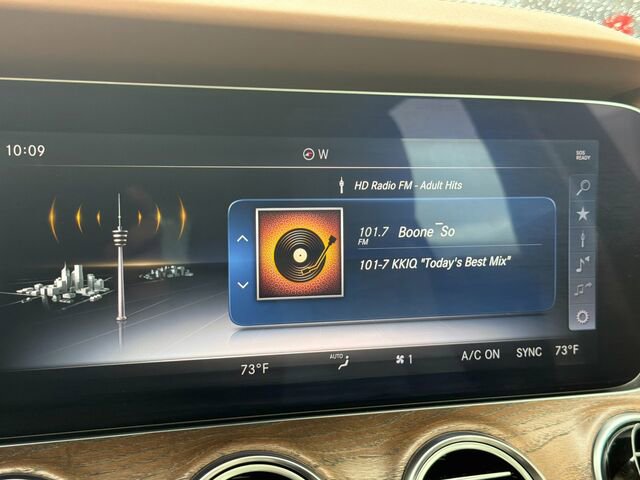 10:09
W
SOS
READY
HD Radio FM - Adult Hits
101.7 Boone¯So
FM
101-7 KKIQ "Today's Best Mix"
73°F
AUTO
1
A/C ON
SYNC
73°F